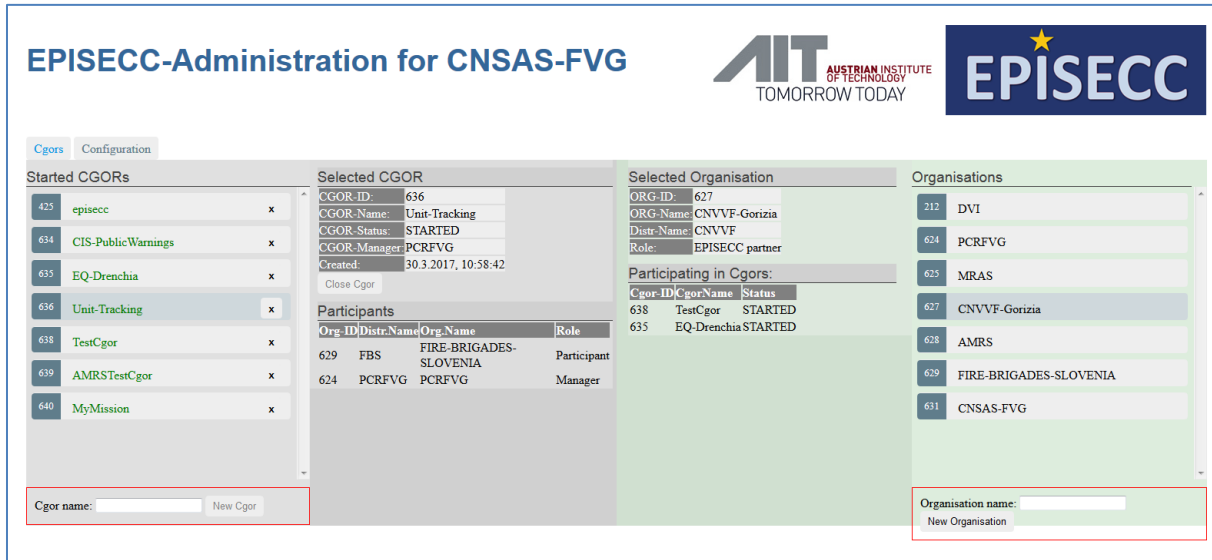 EPISECC-Administration for CNSAS-FVG
AIT AUSTRIAN INSTITUTE
OF TECHNOLOGY
TOMORROW TODAY
EPISECC
Cgors Configuration
Started CGORs
425 episecc x
634 CIS-PublicWarnings x
635 EQ-Drenchia x
636 Unit-Tracking x
638 TestCgor x
639 AMRSTestCgor x
640 MyMission x
Cgor name: New Cgor
Selected CGOR
CGOR-ID: 636
CGOR-Name: Unit-Tracking
CGOR-Status: STARTED
CGOR-Manager: PCRFVG
Created: 30.3.2017, 10:58:42
Close Cgor
Participants
Org-ID Distr.Name Org.Name Role
629 FBS FIRE-BRIGADES-
SLOVENIA Participant
624 PCRFVG PCRFVG Manager
Selected Organisation
ORG-ID: 627
ORG-Name: CNVVF-Gorizia
Distr-Name: CNVVF
Role: EPISECC partner
Participating in Cgors:
Cgor-ID CgorName Status
638 TestCgor STARTED
635 EQ-Drenchia STARTED
Organisations
212 DVI
624 PCRFVG
625 MRAS
627 CNVVF-Gorizia
628 AMRS
629 FIRE-BRIGADES-SLOVENIA
631 CNSAS-FVG
Organisation name:
New Organisation